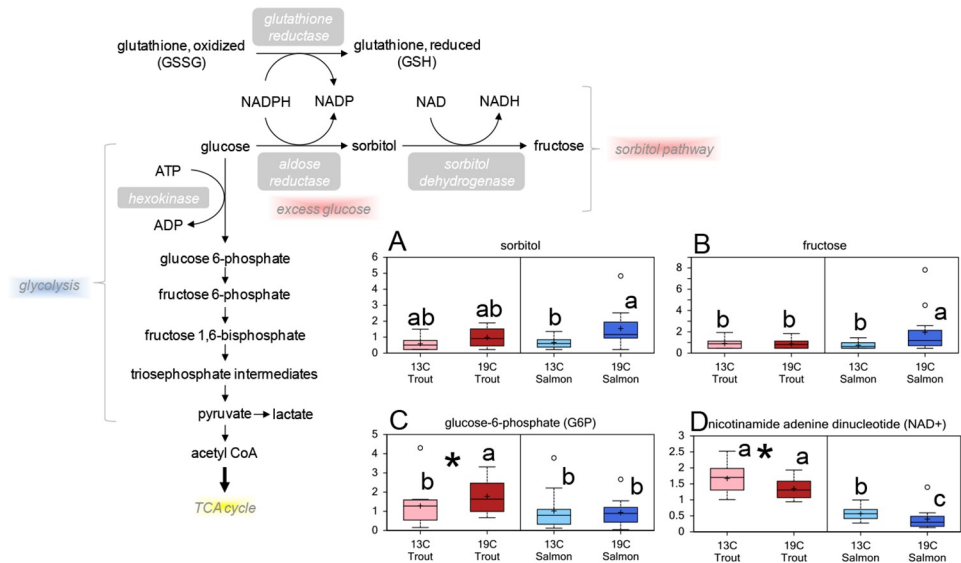 glutathione
reductase
glutathione, oxidized
(GSSG)
glutathione, reduced
(GSH)
NADPH
NADP
NAD
NADH
glucose
sorbitol
fructose
sorbitol pathway
aldose
reductase
sorbitol
dehydrogenase
excess glucose
ATP
hexokinase
ADP
glycolysis
glucose 6-phosphate
fructose 6-phosphate
fructose 1,6-bisphosphate
triosephosphate intermediates
pyruvate
lactate
acetyl CoA
TCA cycle
A
sorbitol
6
5
4
3
2
1
0
ab
ab
b
a
13C
Trout
19C
Trout
13C
Salmon
19C
Salmon
B
fructose
8
6
4
2
0
b
b
b
a
13C
Trout
19C
Trout
13C
Salmon
19C
Salmon
C
glucose-6-phosphate (G6P)
5
4
3
2
1
0
b
*
a
b
b
13C
Trout
19C
Trout
13C
Salmon
19C
Salmon
D
nicotinamide adenine dinucleotide (NAD+)
3
2.5
2
1.5
1
0.5
0
a
*
a
b
c
13C
Trout
19C
Trout
13C
Salmon
19C
Salmon